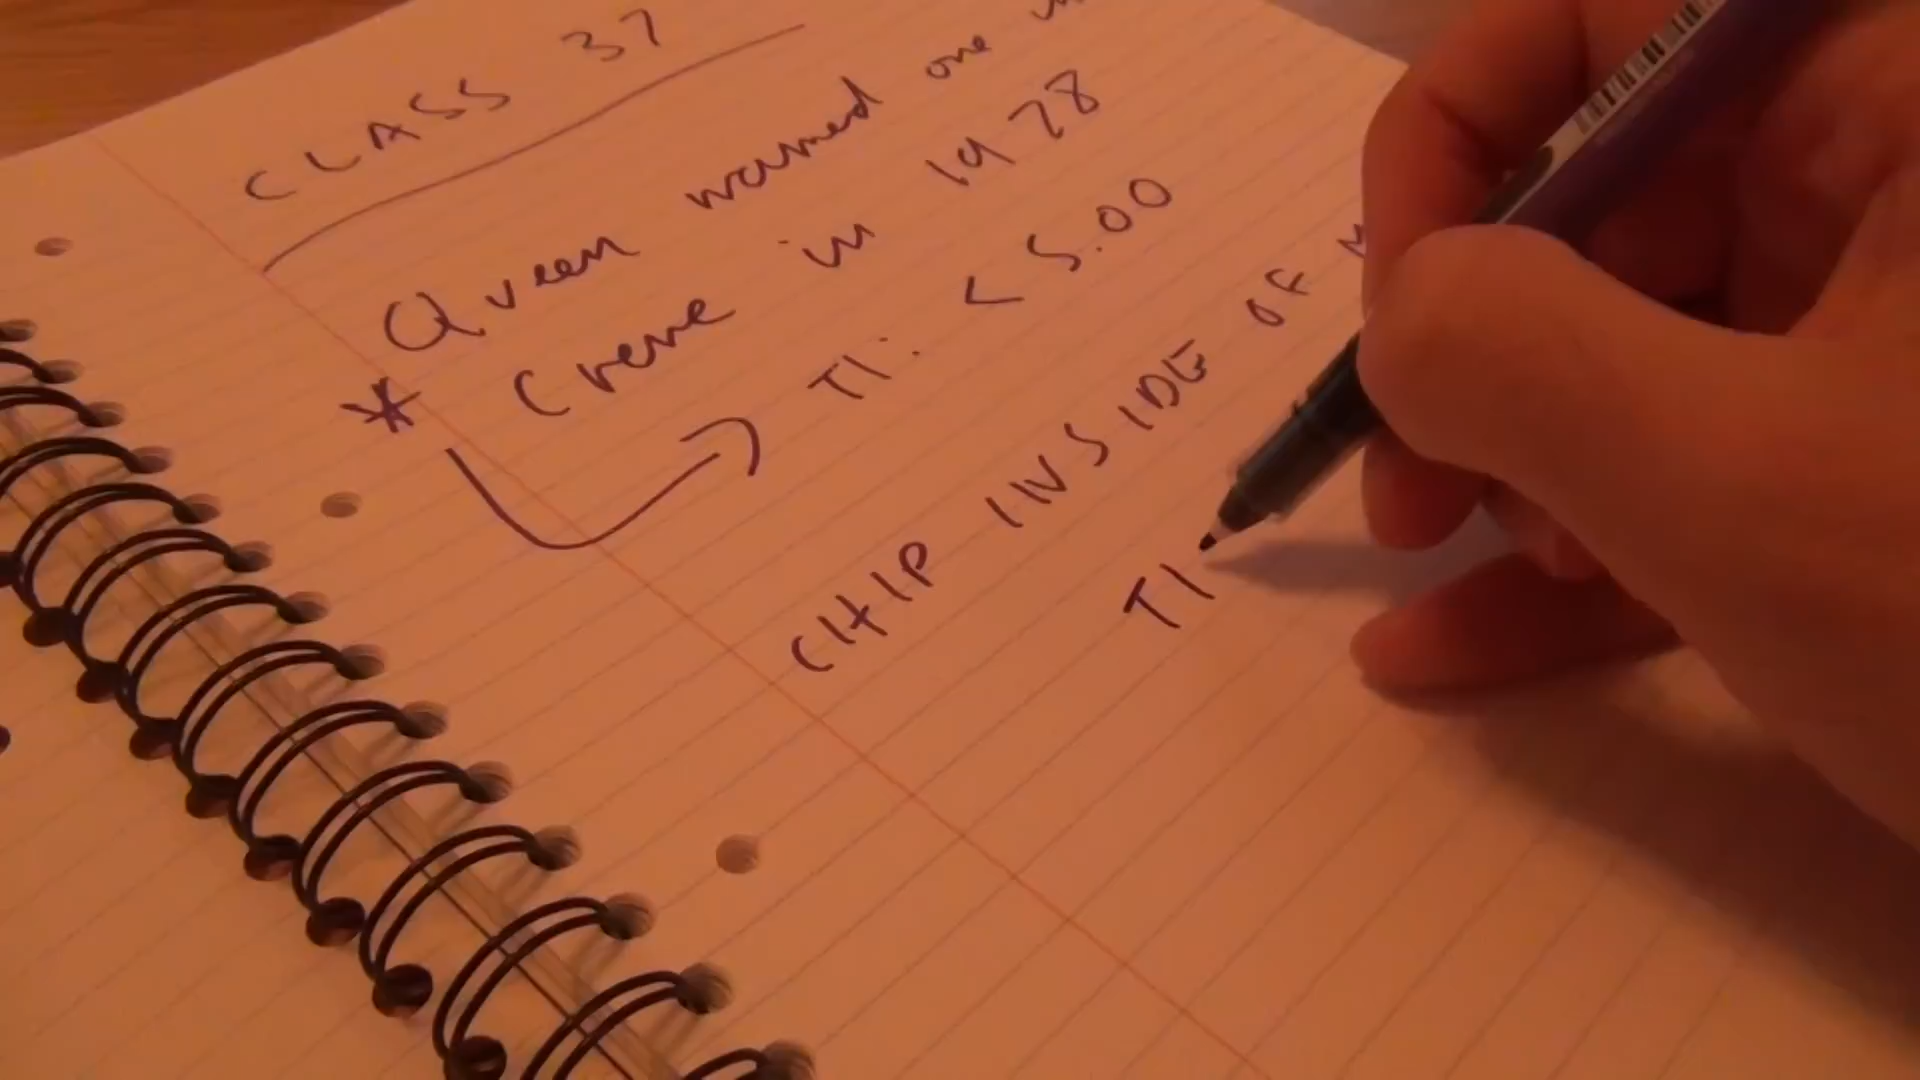 CLASS 37
Queen named one
* Crewe in 1978
TI: < 5.00
CHIP INSIDE OF
TI